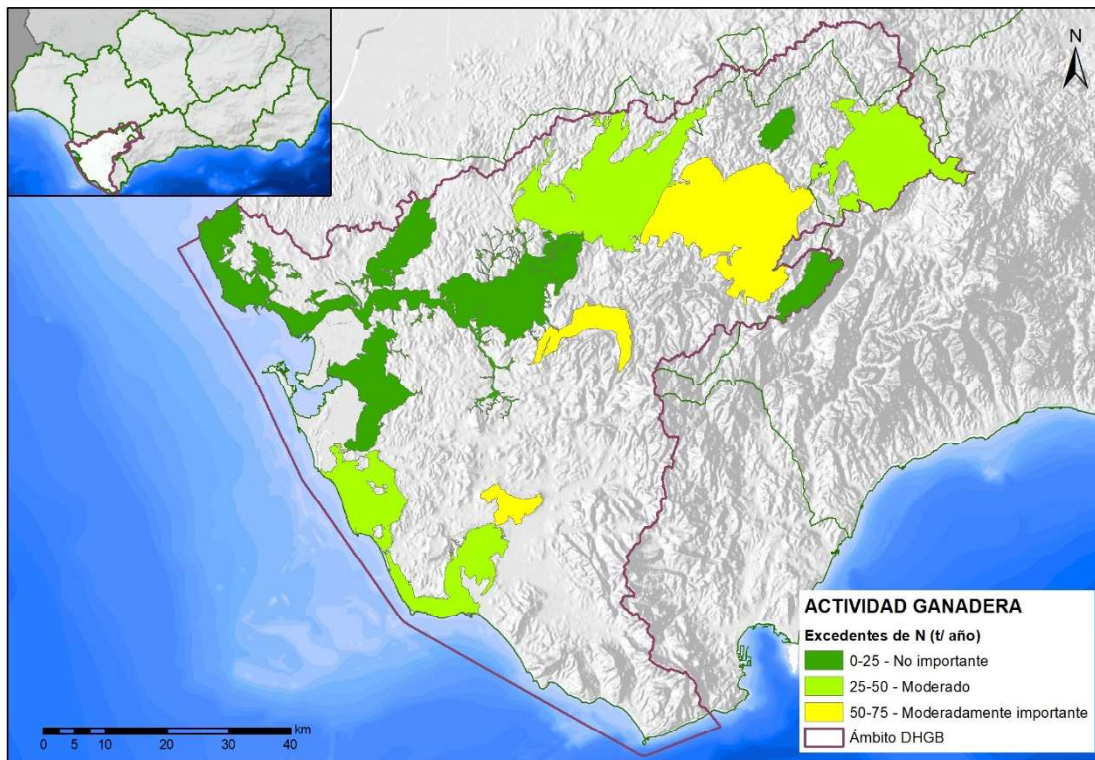 N
ACTIVIDAD GANADERA
Excedentes de N (t/ año)
0-25 - No importante
25-50 - Moderado
50-75 - Moderadamente importante
Ámbito DHGB
km
0 5 10 20 30 40